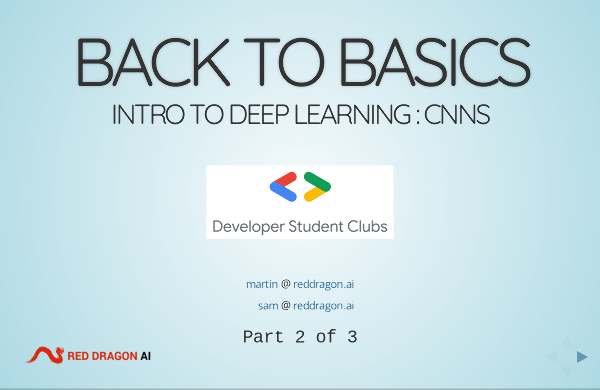 BACK TO BASICS
INTRO TO DEEP LEARNING : CNNS
Developer Student Clubs
martin @ reddragon.ai
sam @ reddragon.ai
Part 2 of 3
RED DRAGON AI